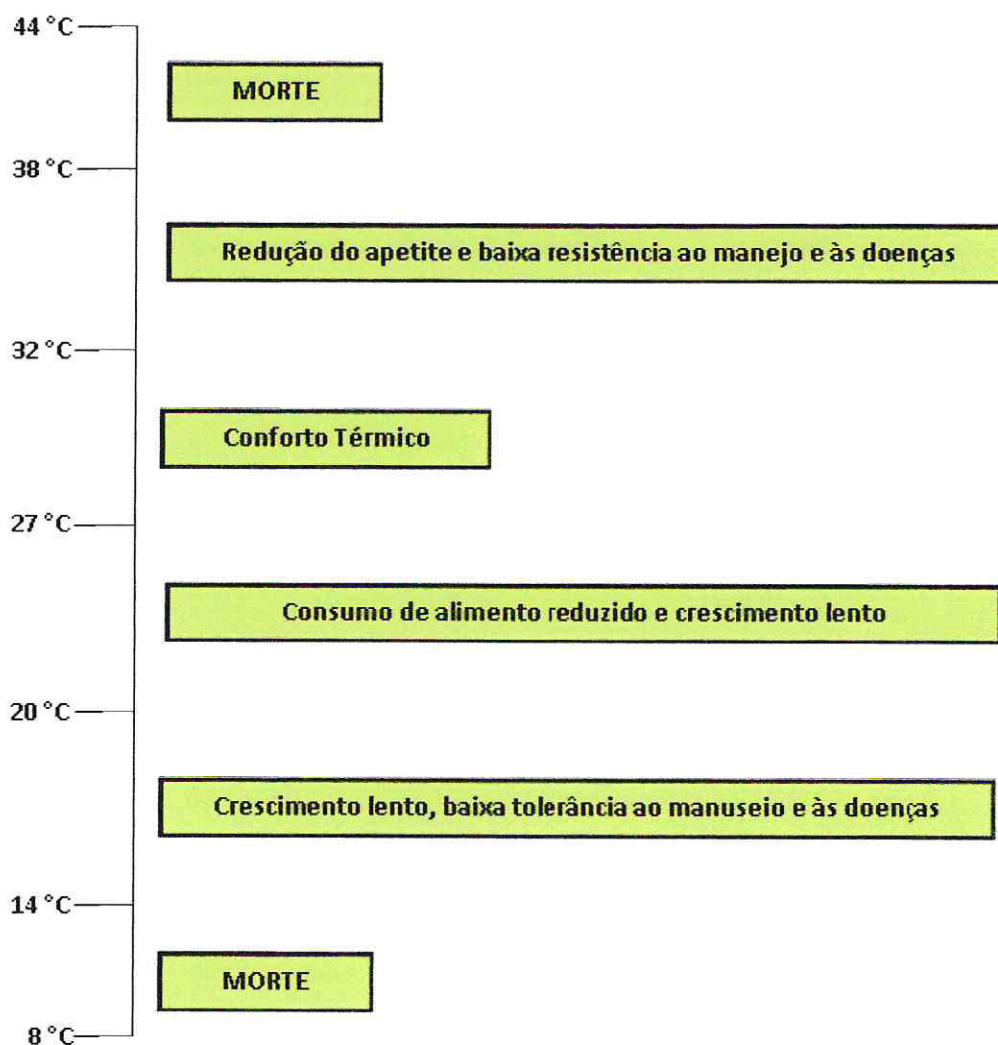 44 °C
MORTE
38 °C
Redução do apetite e baixa resistência ao manejo e às doenças
32 °C
Conforto Térmico
27 °C
Consumo de alimento reduzido e crescimento lento
20 °C
Crescimento lento, baixa tolerância ao manuseio e às doenças
14 °C
MORTE
8 °C